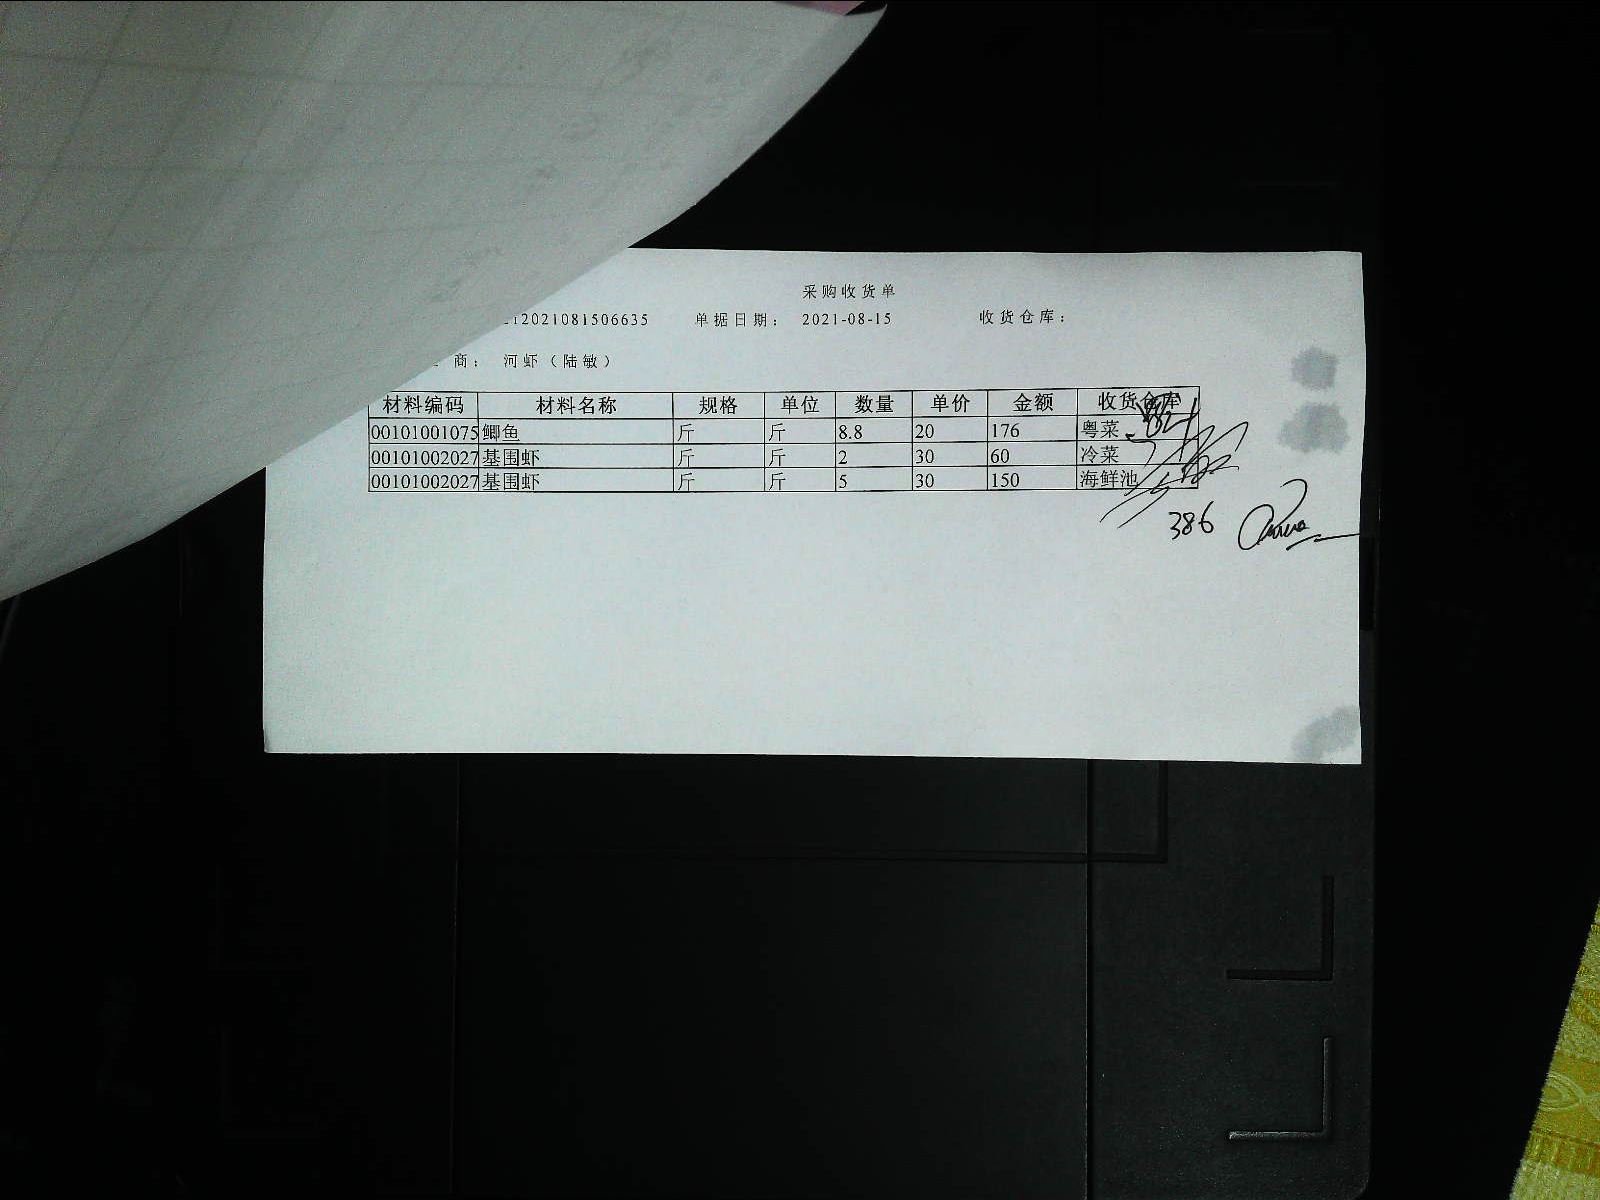 采购收货单
12021081506635 单据日期： 2021-08-15 收货仓库：
商： 河虾（陆敏）
材料编码 材料名称 规格 单位 数量 单价 金额 收货仓库
00101001075 鲫鱼 斤 斤 8.8 20 176 粤菜
00101002027 基围虾 斤 斤 2 30 60 冷菜
00101002027 基围虾 斤 斤 5 30 150 海鲜池
386